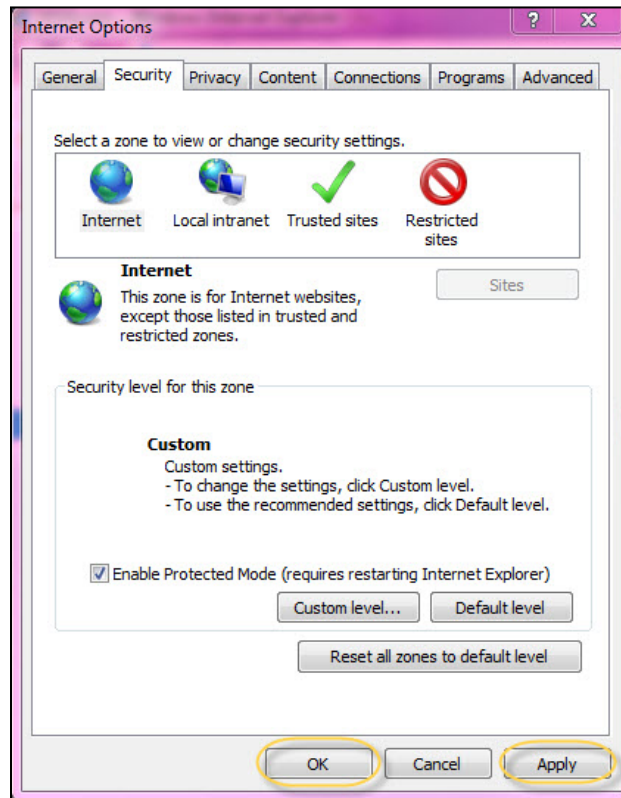 Internet Options
?
X
General Security Privacy Content Connections Programs Advanced
Select a zone to view or change security settings.
Internet Local intranet Trusted sites Restricted
sites
Internet
Sites
This zone is for Internet websites,
except those listed in trusted and
restricted zones.
Security level for this zone
Custom
Custom settings.
- To change the settings, click Custom level.
- To use the recommended settings, click Default level.
Enable Protected Mode (requires restarting Internet Explorer)
Custom level... Default level
Reset all zones to default level
OK Cancel Apply